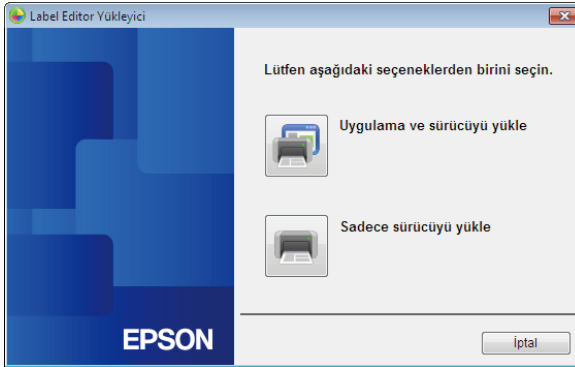 Label Editor Yükleyici
Lütfen aşağıdaki seçeneklerden birini seçin.
Uygulama ve sürücüyü yükle
Sadece sürücüyü yükle
EPSON
İptal